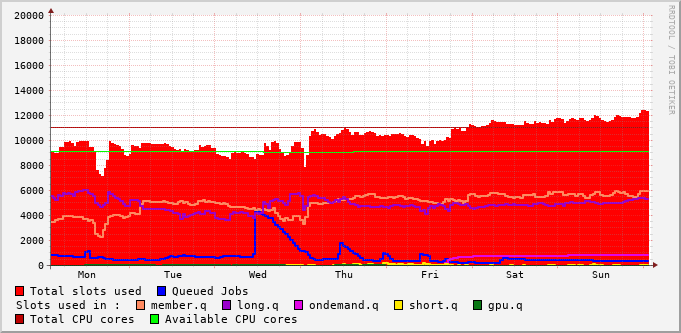 RRDTOOL / TOBI OETIKER
20000
18000
16000
14000
12000
10000
8000
6000
4000
2000
0
Mon Tue Wed Thu Fri Sat Sun
Total slots used Queued Jobs
Slots used in : member.q long.q ondemand.q short.q gpu.q
Total CPU cores Available CPU cores